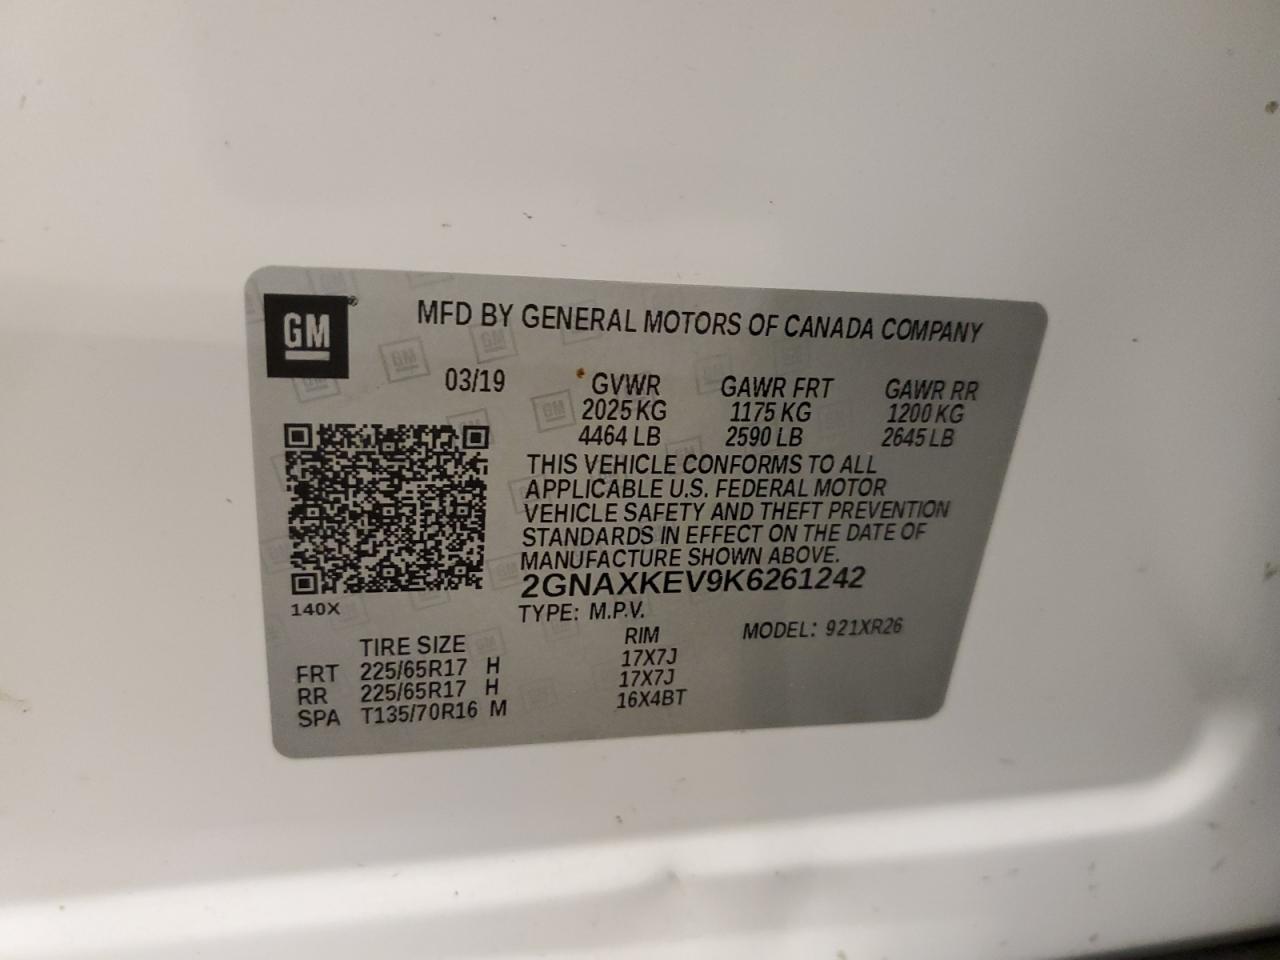 GM
MFD BY GENERAL MOTORS OF CANADA COMPANY
03/19 GVWR GAWR FRT GAWR RR
2025 KG 1175 KG 1200 KG
4464 LB 2590 LB 2645 LB
THIS VEHICLE CONFORMS TO ALL
APPLICABLE U.S. FEDERAL MOTOR
VEHICLE SAFETY AND THEFT PREVENTION
STANDARDS IN EFFECT ON THE DATE OF
MANUFACTURE SHOWN ABOVE.
2GNAXKEV9K6261242
140X
TYPE: M.P.V. MODEL: 921XR26
TIRE SIZE RIM
FRT 225/65R17 H 17X7J
RR 225/65R17 H 17X7J
SPA T135/70R16 M 16X4BT